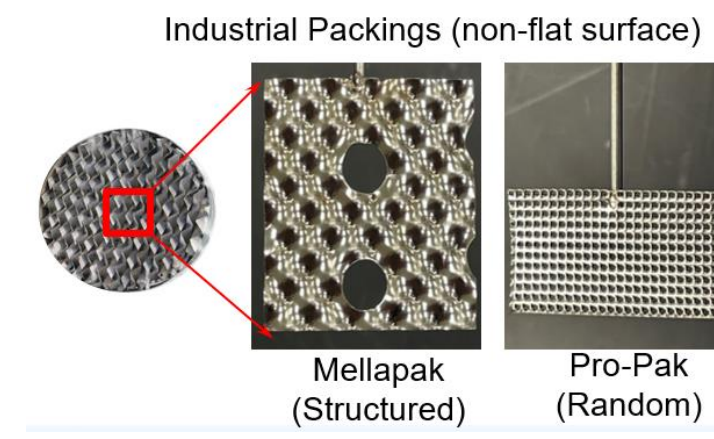 Industrial Packings (non-flat surface)
Mellapak
(Structured)
Pro-Pak
(Random)